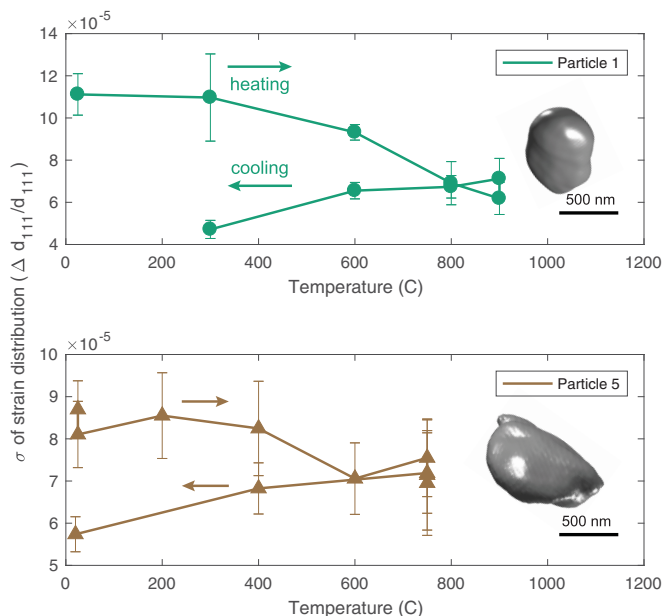 σ of strain distribution (Δ d_111/d_111)
× 10^-5
14
12
10
8
6
4
heating
cooling
Particle 1
500 nm
0 200 400 600 800 1000 1200
Temperature (C)
×10^-5
10
9
8
7
6
5
Particle 5
500 nm
0 200 400 600 800 1000 1200
Temperature (C)